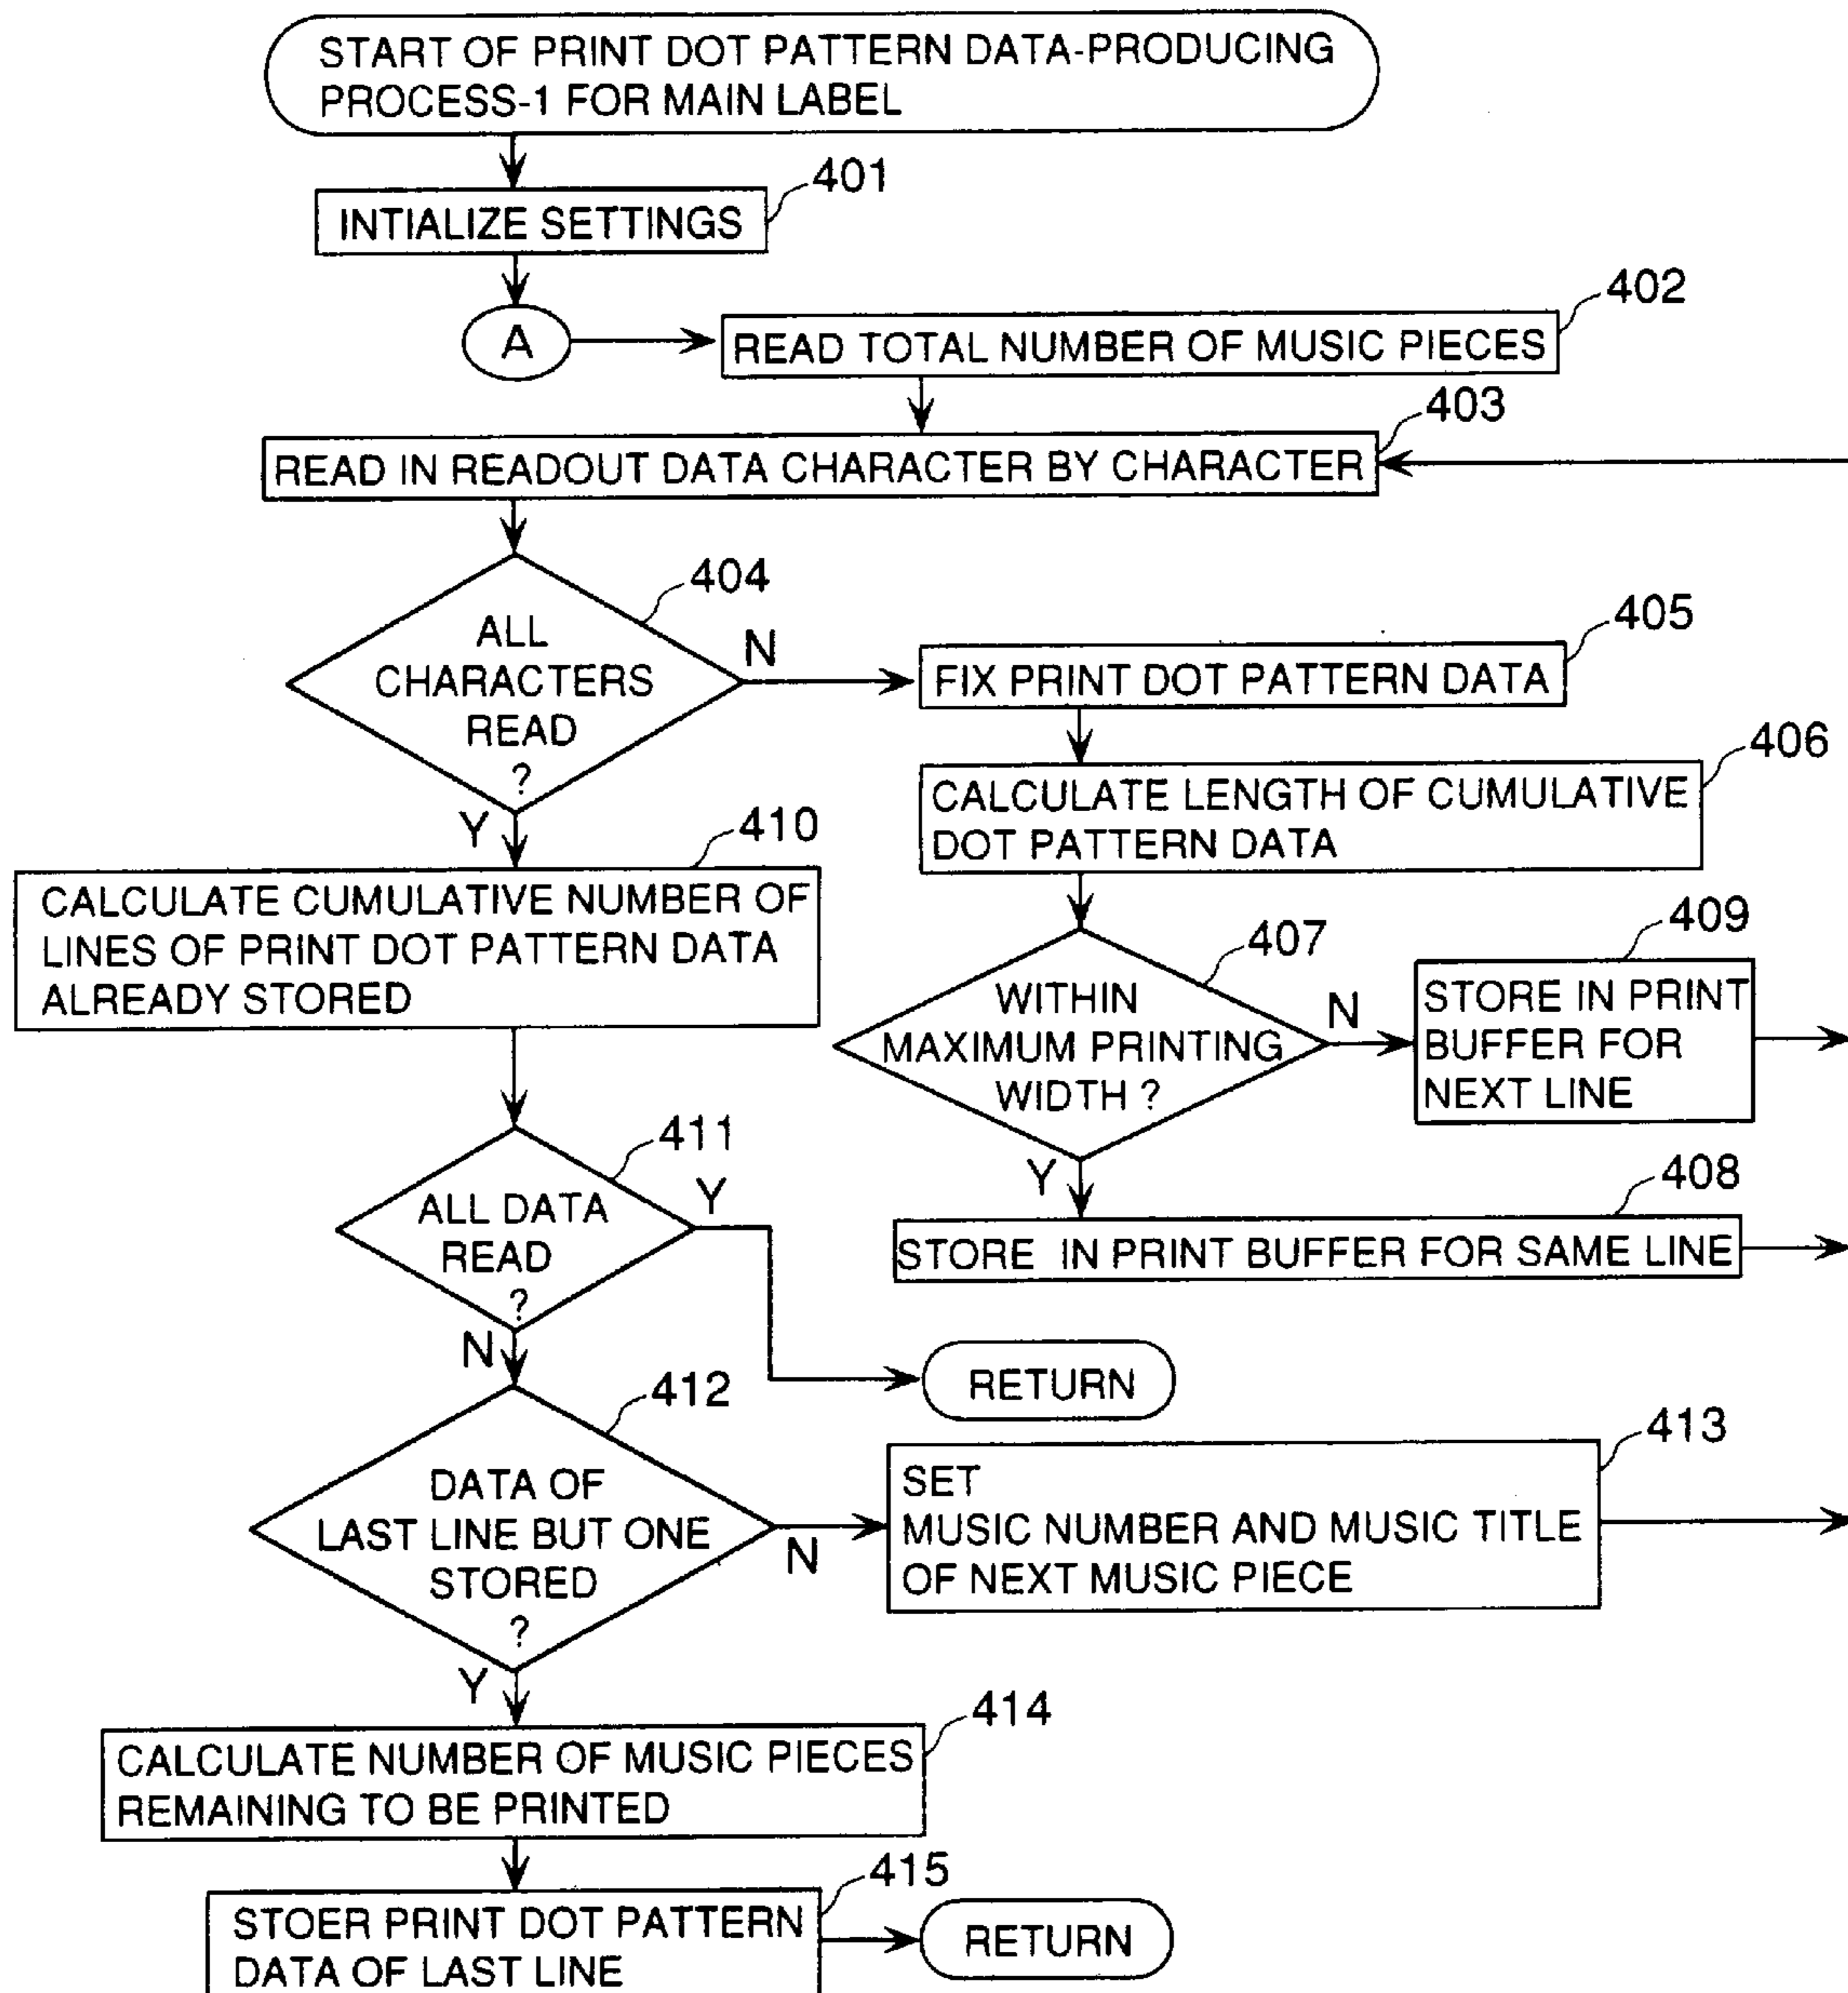 START OF PRINT DOT PATTERN DATA-PRODUCING
PROCESS-1 FOR MAIN LABEL
401
INTIALIZE SETTINGS
A
402
READ TOTAL NUMBER OF MUSIC PIECES
403
READ IN READOUT DATA CHARACTER BY CHARACTER
404
ALL
CHARACTERS
READ
?
N
Y
405
FIX PRINT DOT PATTERN DATA
406
CALCULATE LENGTH OF CUMULATIVE
DOT PATTERN DATA
407
WITHIN
MAXIMUM PRINTING
WIDTH ?
N
Y
409
STORE IN PRINT
BUFFER FOR
NEXT LINE
408
STORE IN PRINT BUFFER FOR SAME LINE
410
CALCULATE CUMULATIVE NUMBER OF
LINES OF PRINT DOT PATTERN DATA
ALREADY STORED
411
ALL DATA
READ
?
Y
N
RETURN
412
DATA OF
LAST LINE BUT ONE
STORED
?
N
Y
413
SET
MUSIC NUMBER AND MUSIC TITLE
OF NEXT MUSIC PIECE
414
CALCULATE NUMBER OF MUSIC PIECES
REMAINING TO BE PRINTED
415
STOER PRINT DOT PATTERN
DATA OF LAST LINE
RETURN